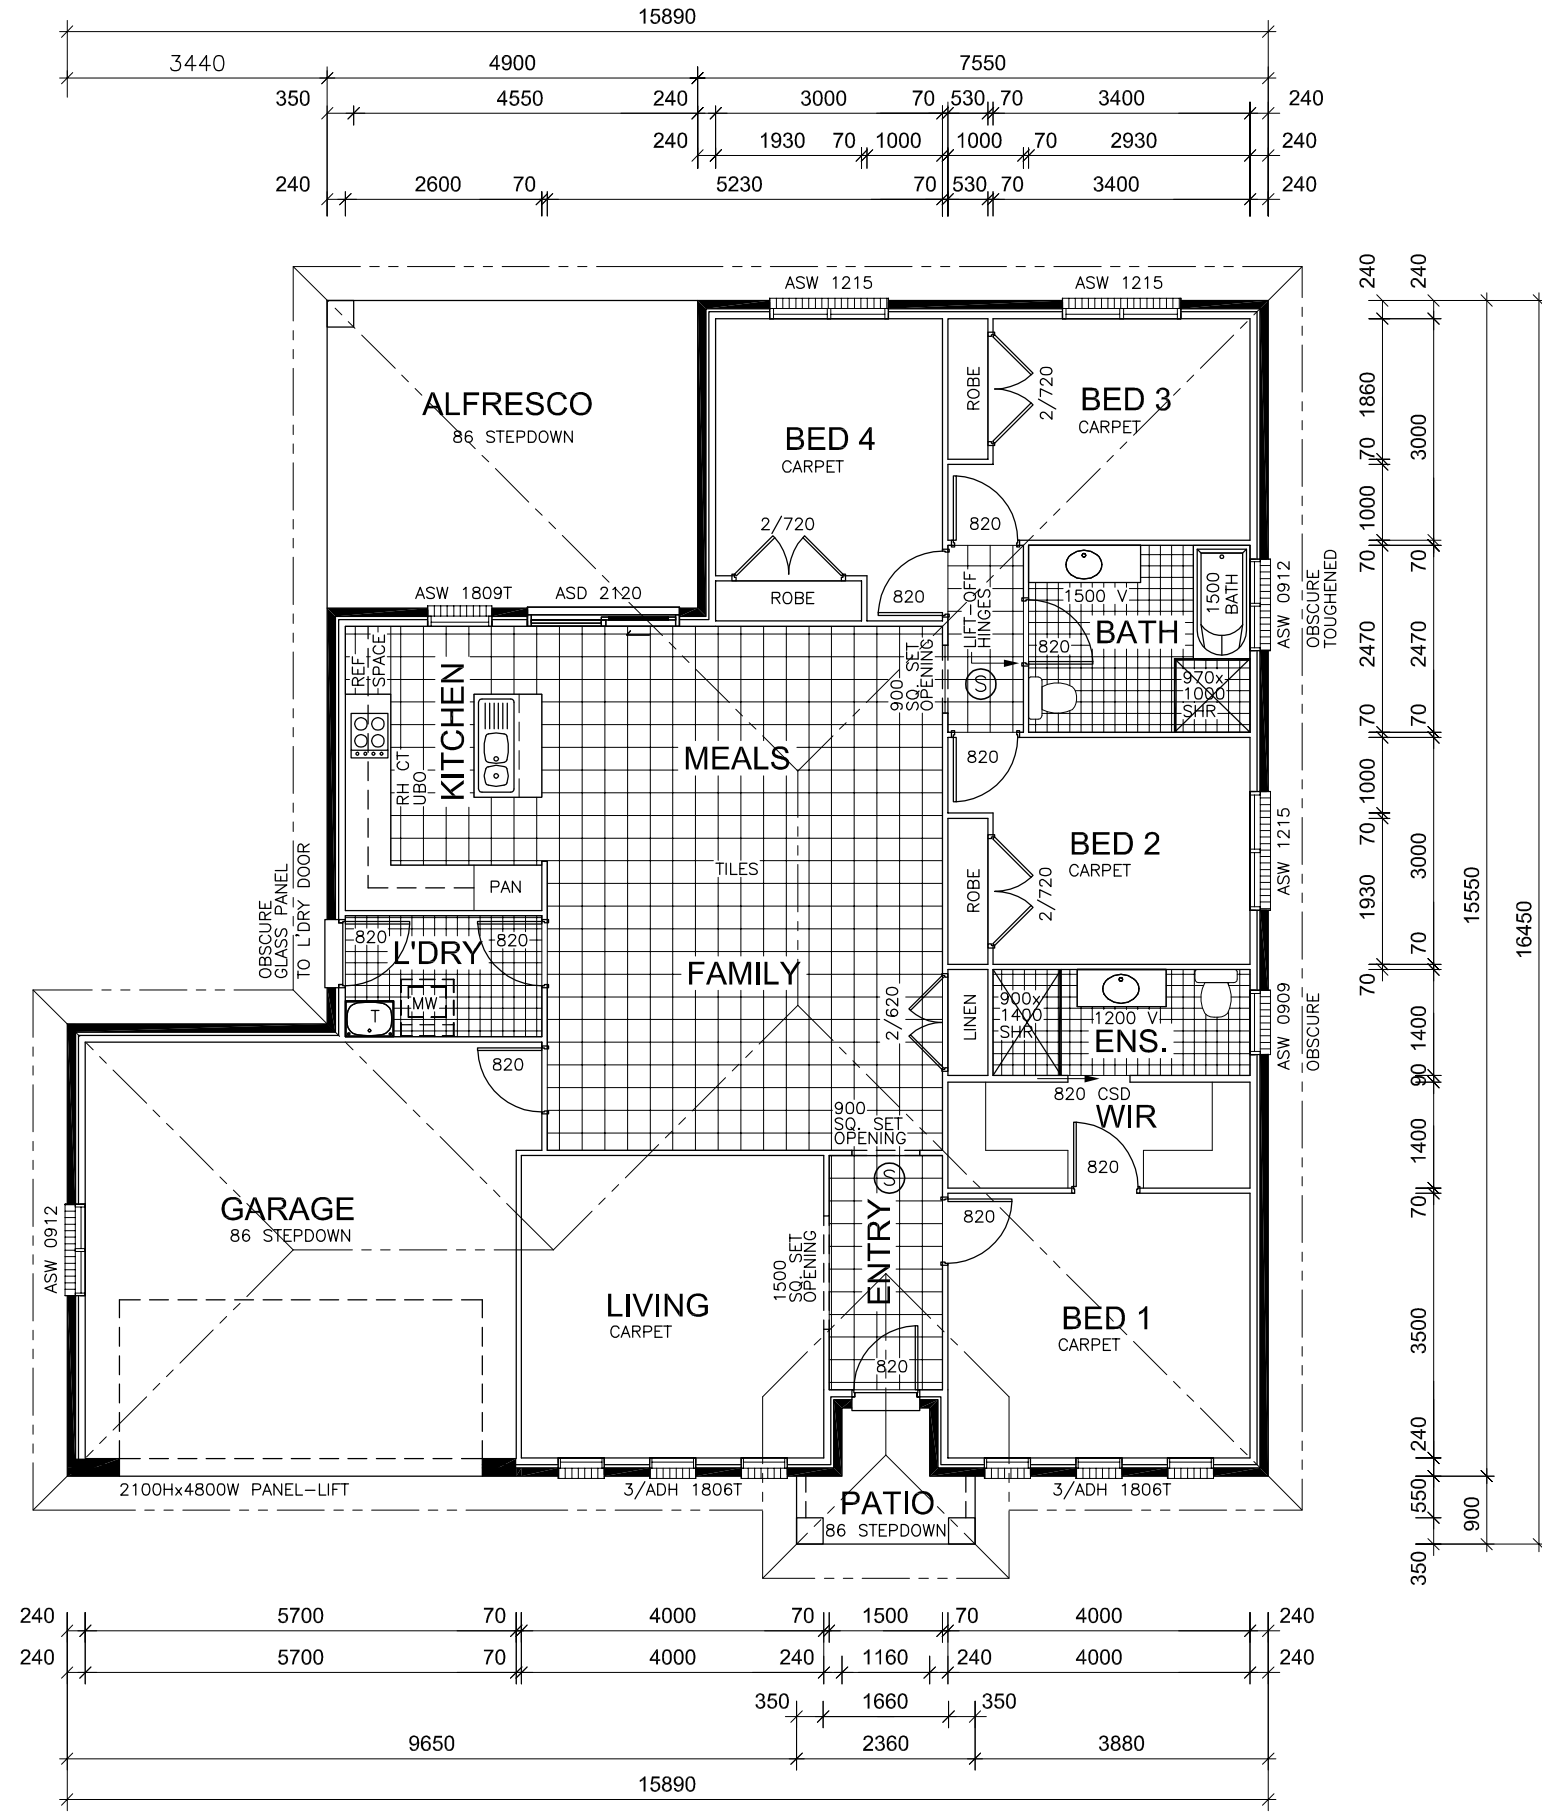 15890
3440 4900 7550
350 4550 240 3000 70 530 70 3400 240
240 1930 70 1000 1000 70 2930 240
240 2600 70 5230 70 530 70 3400 240
ASW 1215 ASW 1215
240 240
ALFRESCO
86 STEPDOWN
BED 4
CARPET
2/720
ROBE
820
ROBE
2/720
BED 3
CARPET
820
1860
70
1000
3000
ASW 1809T ASD 2120
LIFT-OFF
HINGES
1500 V
BATH
820
1500
BATH
970x
1000
SHR
ASW 0912
OBSCURE
TOUGHENED
70 70
2470 2470
70 70
REF
SPACE
KITCHEN
RH CT
UBO
PAN
900
SQ. SET
OPENING
S
MEALS
TILES
820
BED 2
CARPET
ROBE
2/720
ASW 1215
1000
70
1930
70
3000
70
15550
16450
OBSCURE
GLASS PANEL
TO L'DRY DOOR
820 820
L'DRY
MW
T
FAMILY
2/620
LINEN
900x
1400
SHR
1200 V
ENS.
ASW 0909
OBSCURE
1400
90
820
820 CSD
WIR
820
1400
70
900
SQ. SET
OPENING
S
GARAGE
86 STEPDOWN
ASW 0912
1500
SQ. SET
OPENING
ENTRY
820
820
LIVING
CARPET
BED 1
CARPET
3500
240
2100Hx4800W PANEL-LIFT
3/ADH 1806T
PATIO
86 STEPDOWN
3/ADH 1806T
550
350
900
240 5700 70 4000 70 1500 70 4000 240
240 5700 70 4000 240 1160 240 4000 240
350 1660 350
9650 2360 3880
15890